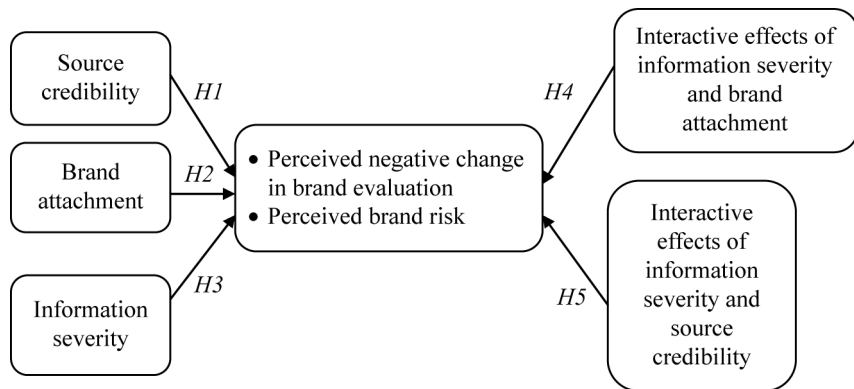 Source
credibility
H1
Brand
attachment
H2
Information
severity
H3
• Perceived negative change
in brand evaluation
• Perceived brand risk
H4
Interactive effects of
information severity
and brand
attachment
H5
Interactive
effects of
information
severity and
source
credibility